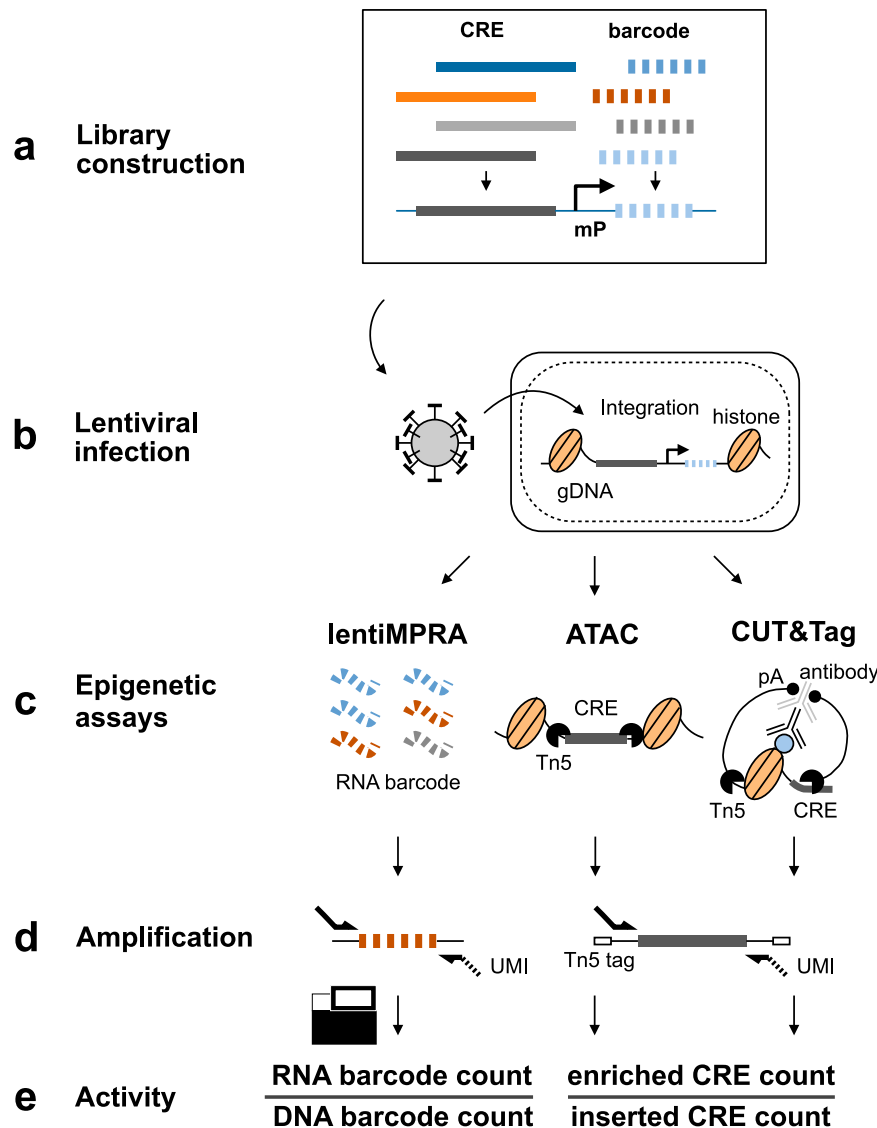 CRE barcode
a Library
construction
mP
b Lentiviral
infection
Integration
histone
gDNA
lentiMPRA ATAC CUT&Tag
c Epigenetic
assays
pA antibody
CRE
Tn5
RNA barcode
Tn5 CRE
d Amplification
UMI
Tn5 tag
UMI
e Activity
RNA barcode count
DNA barcode count
enriched CRE count
inserted CRE count